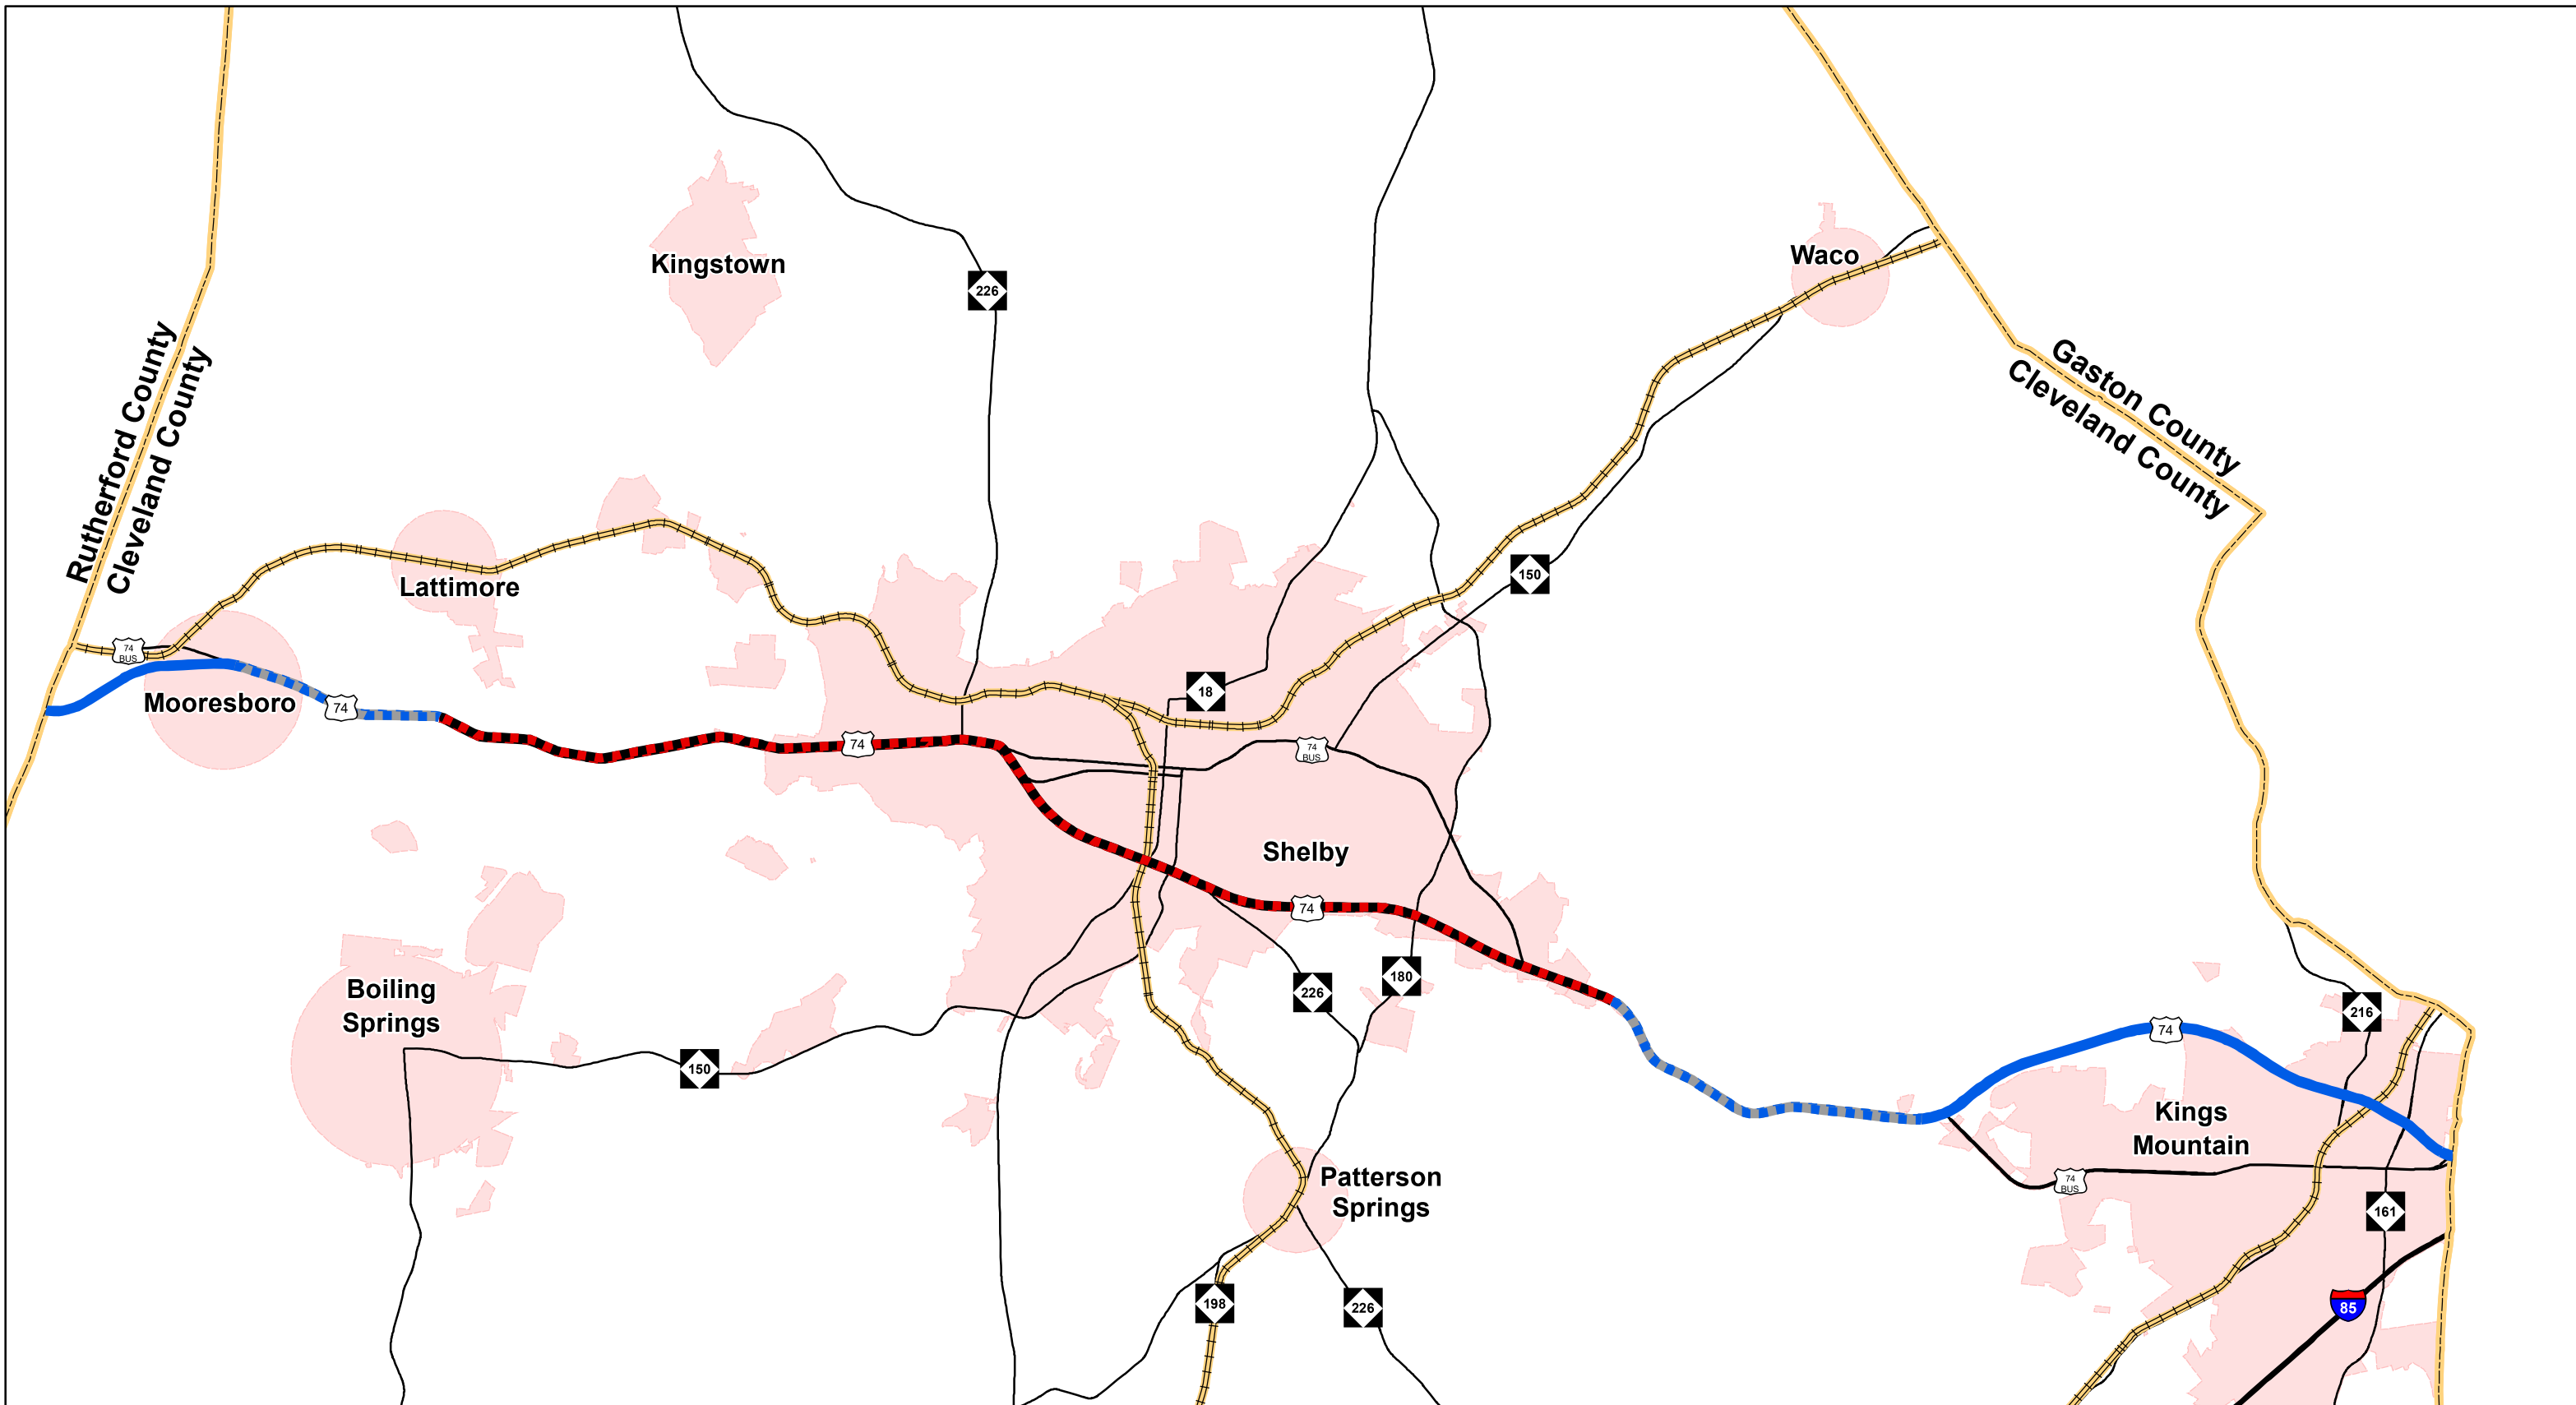 Kingstown
226
Waco
Rutherford County
Cleveland County
Gaston County
Cleveland County
150
Lattimore
74
BUS
Mooresboro
74
18
74
74
BUS
Shelby
74
Boiling
Springs
226
180
216
74
150
Kings
Mountain
Patterson
Springs
74
BUS
161
198
226
85